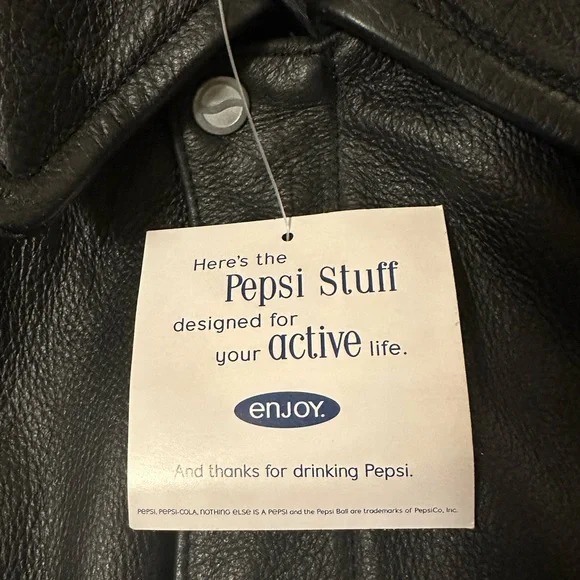 Here's the
Pepsi Stuff
designed for
your active life.
enjoy.
And thanks for drinking Pepsi.
PEPSI, PEPSI-COLA, NOTHING ELSE IS A PEPSI and the Pepsi Ball are trademarks of PepsiCo, Inc.